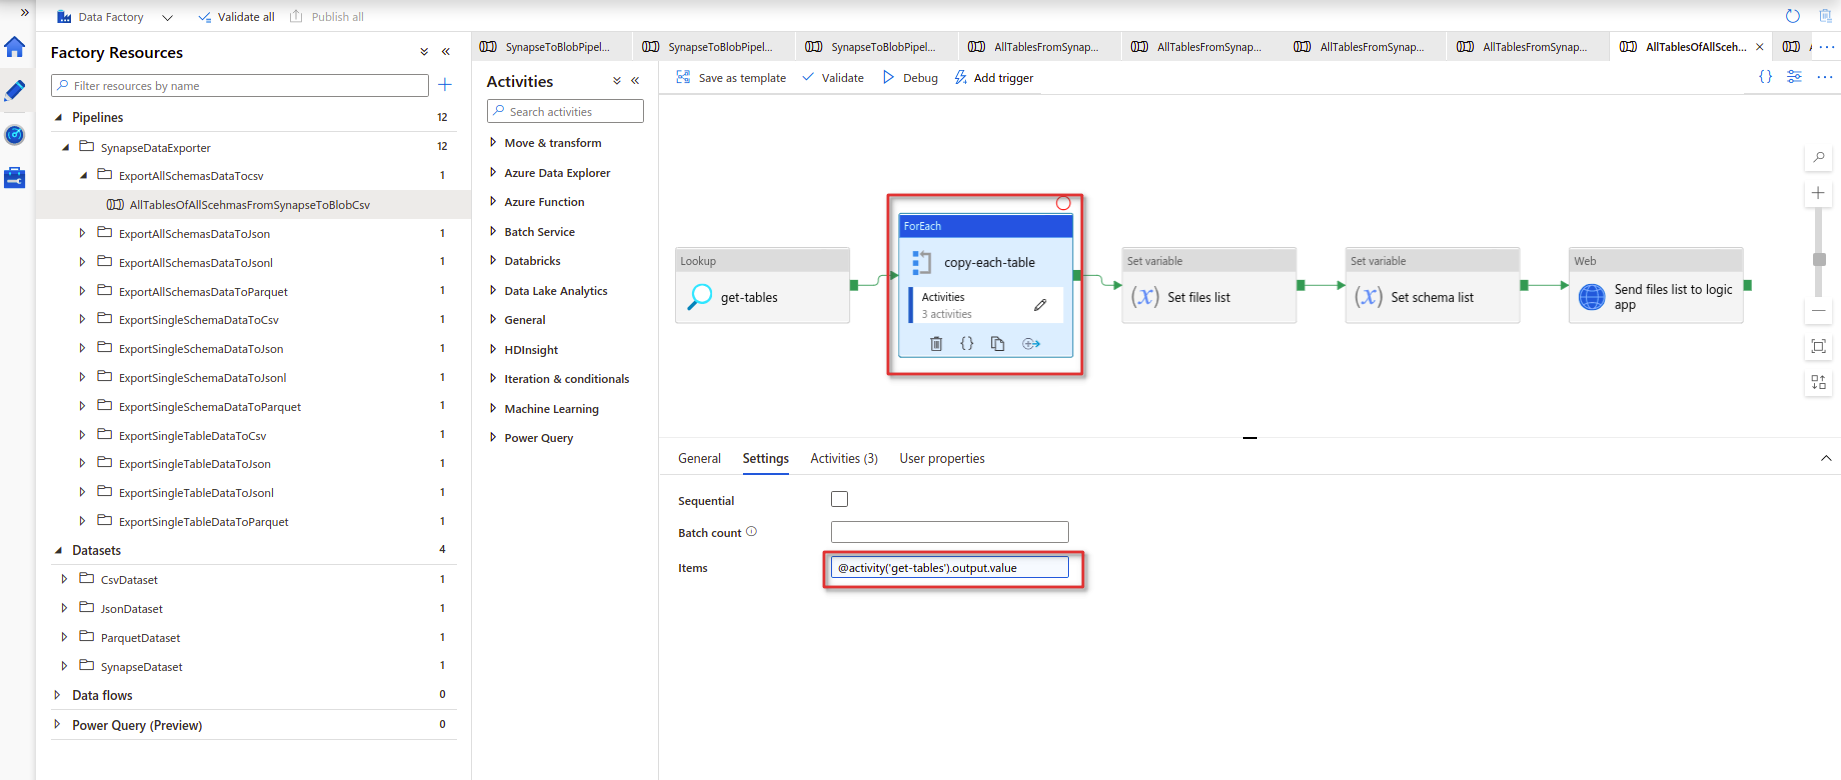 Data Factory
Validate all
Publish all
Factory Resources
Filter resources by name
Pipelines 12
SynapseDataExporter 12
ExportAllSchemasDataTocsv 1
AllTablesOfAllScehmasFromSynapseToBlobCsv
ExportAllSchemasDataToJson 1
ExportAllSchemasDataToJsonl 1
ExportAllSchemasDataToParquet 1
ExportSingleSchemaDataToCsv 1
ExportSingleSchemaDataToJson 1
ExportSingleSchemaDataToJsonl 1
ExportSingleSchemaDataToParquet 1
ExportSingleTableDataToCsv 1
ExportSingleTableDataToJson 1
ExportSingleTableDataToJsonl 1
ExportSingleTableDataToParquet 1
Datasets 4
CsvDataset 1
JsonDataset 1
ParquetDataset 1
SynapseDataset 1
Data flows 0
Power Query (Preview) 0
SynapseToBlobPipel...
SynapseToBlobPipel...
SynapseToBlobPipel...
AllTablesFromSynap...
AllTablesFromSynap...
AllTablesFromSynap...
AllTablesFromSynap...
AllTablesOfAllSceh...
Activities
Search activities
Move & transform
Azure Data Explorer
Azure Function
Batch Service
Databricks
Data Lake Analytics
General
HDInsight
Iteration & conditionals
Machine Learning
Power Query
Save as template
Validate
Debug
Add trigger
Lookup
get-tables
ForEach
copy-each-table
Activities
3 activities
Set variable
(x) Set files list
Set variable
(x) Set schema list
Web
Send files list to logic
app
General
Settings
Activities (3)
User properties
Sequential
Batch count
Items
@activity('get-tables').output.value